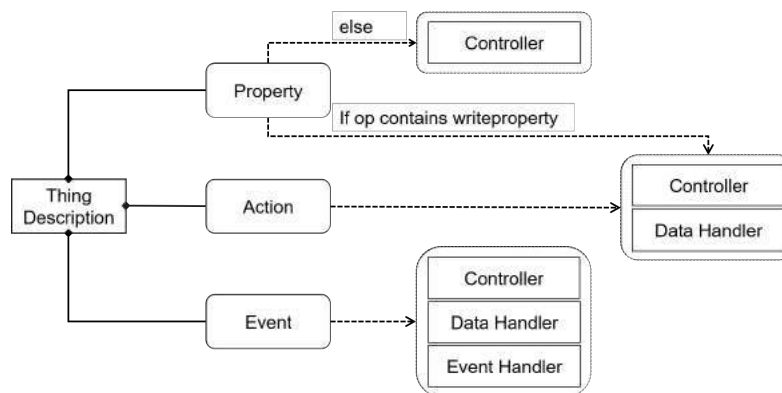 else
Controller
Property
If op contains writeproperty
Thing
Description
Action
Controller
Data Handler
Event
Controller
Data Handler
Event Handler